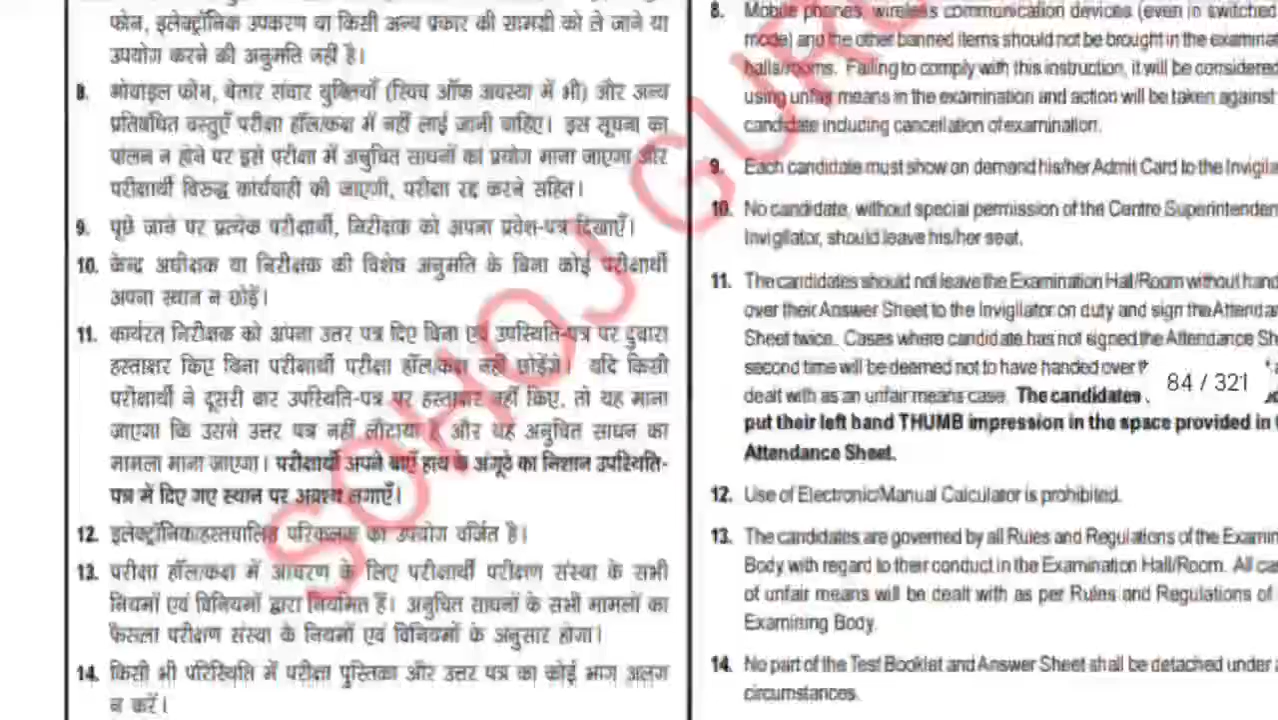 फोन, इलेक्ट्रॉनिक उपकरण या किसी अन्य प्रकार की सामग्री को ले जाने या
उपयोग करने की अनुमति नहीं है।
8. मोबाइल फोन, बेतार संचार युक्तियाँ (स्विच ऑफ अवस्था में भी) और अन्य
प्रतिबंधित वस्तुएँ परीक्षा हॉल/कक्ष में नहीं लाई जानी चाहिए। इस सूचना का
पालन न होने पर इसे परीक्षा में अनुचित साधनों का प्रयोग माना जाएगा और
परीक्षार्थी विरुद्ध कार्यवाही की जाएगी, परीक्षा रद्द करने सहित।
9. पूछे जाने पर प्रत्येक परीक्षार्थी, निरीक्षक को अपना प्रवेश-पत्र दिखाएँ।
10. केन्द्र अधीक्षक या निरीक्षक की विशेष अनुमति के बिना कोई परीक्षार्थी
अपना स्थान न छोड़ें।
11. कार्यरत निरीक्षक को अपना उत्तर पत्र दिए बिना एवं उपस्थिति-पत्र पर दुबारा
हस्ताक्षर किए बिना परीक्षार्थी परीक्षा हॉल/कक्ष नहीं छोड़ेंगे। यदि किसी
परीक्षार्थी ने दूसरी बार उपस्थिति-पत्र पर हस्ताक्षर नहीं किए, तो यह माना
जाएगा कि उसने उत्तर पत्र नहीं लौटाया है और यह अनुचित साधन का
मामला माना जाएगा। परीक्षार्थी अपने बाएँ हाथ के अंगूठे का निशान उपस्थिति-
पत्र में दिए गए स्थान पर अवश्य लगाएँ।
12. इलेक्ट्रॉनिक/हस्तचालित परिकलक का उपयोग वर्जित है।
13. परीक्षा हॉल/कक्ष में आचरण के लिए परीक्षार्थी परीक्षण संस्था के सभी
नियमों एवं विनियमों द्वारा नियमित हैं। अनुचित साधनों के सभी मामलों का
फैसला परीक्षण संस्था के नियमों एवं विनियमों के अनुसार होगा।
14. किसी भी परिस्थिति में परीक्षा पुस्तिका और उत्तर पत्र का कोई भाग अलग
न करें।
8. Mobile phones, wireless communication devices (even in switched
mode) and the other banned items should not be brought in the examinat
halls/rooms. Failing to comply with this instruction, it will be considered
using unfair means in the examination and action will be taken against
candidate including cancellation of examination.
9. Each candidate must show on demand his/her Admit Card to the Invigila
10. No candidate, without special permission of the Centre Superintenden
Invigilator, should leave his/her seat.
11. The candidates should not leave the Examination Hall/Room without hand
over their Answer Sheet to the Invigilator on duty and sign the Attenda
Sheet twice. Cases where candidate has not signed the Attendance Sh
second time will be deemed not to have handed over
dealt with as an unfair means case. The candidates
put their left hand THUMB impression in the space provided in
Attendance Sheet.
12. Use of Electronic/Manual Calculator is prohibited.
13. The candidates are governed by all Rules and Regulations of the Examin
Body with regard to their conduct in the Examination Hall/Room. All cas
of unfair means will be dealt with as per Rules and Regulations of
Examining Body.
14. No part of the Test Booklet and Answer Sheet shall be detached under
circumstances.
84 / 321
SOHOJ GUR